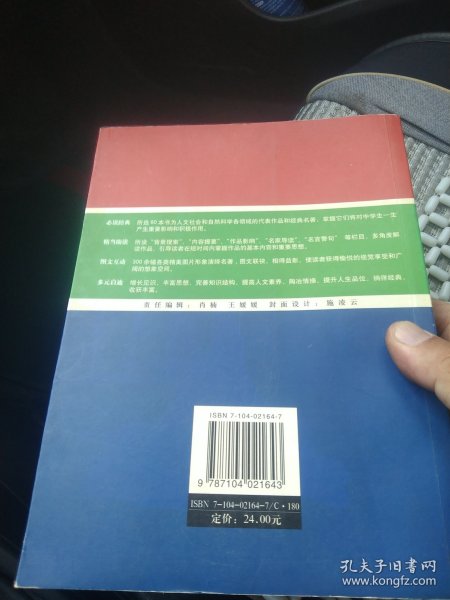 必读经典 所选60本书为人文社会和自然科学各领域的代表作品和经典名著，掌握它们将对中学生一生
产生重要影响和积极作用。
精当编读 所设“背景搜索”、“内容提要”、“作品影响”、“名家导读”“名言警句”等栏目，多角度解
读作品，引导读者在短时间内掌握作品的基本内容和重要思想。
图文互动 300余幅各类精美图片形象演绎名著，图文联袂，相得益彰，使读者获得愉悦的视觉享受和广
阔的想象空间。
多元启迪 增长见识，丰富思想，完善知识结构，提高人文素养，陶冶情操，提升人生品位，徜徉经典，
收获丰富。
责任编辑：肖楠 王媛媛 封面设计：施凌云
ISBN 7-104-02164-7
9 787104 021643
ISBN 7-104-02164-7/C·180
定价：24.00元
孔夫子旧书网
www.kongfz.com